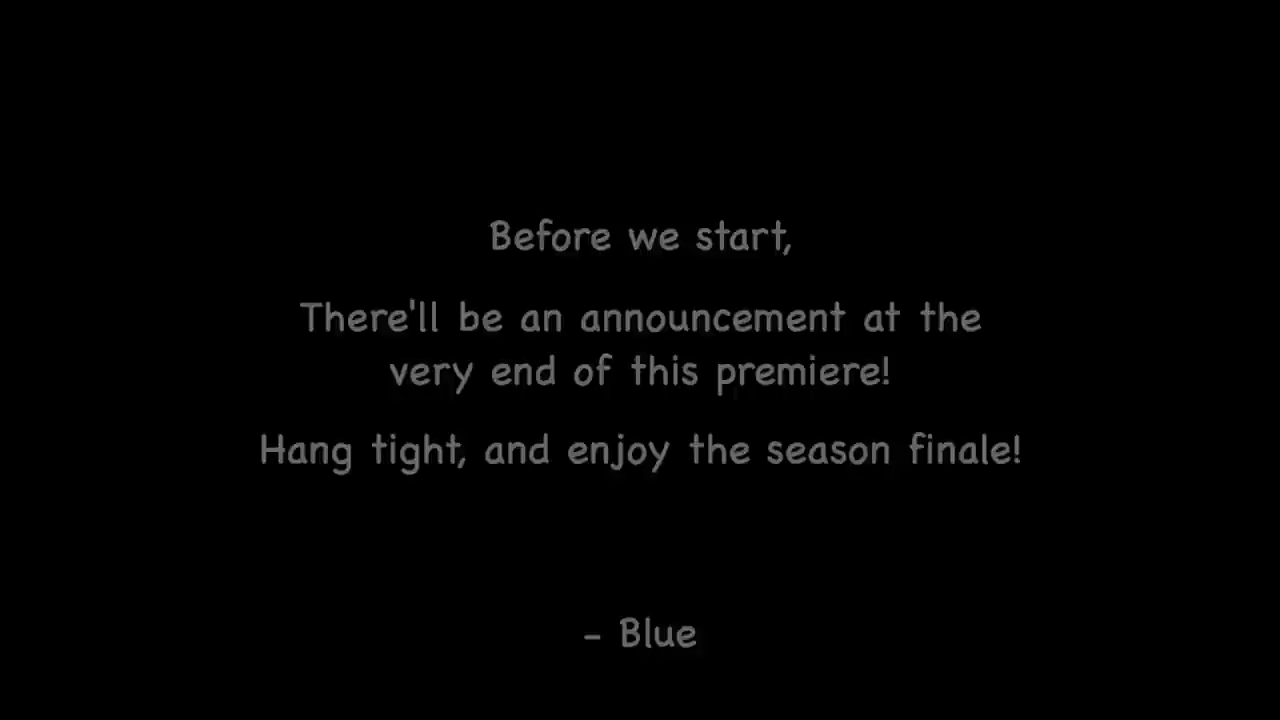 Before we start,
There'll be an announcement at the
very end of this premiere!
Hang tight, and enjoy the season finale!
- Blue